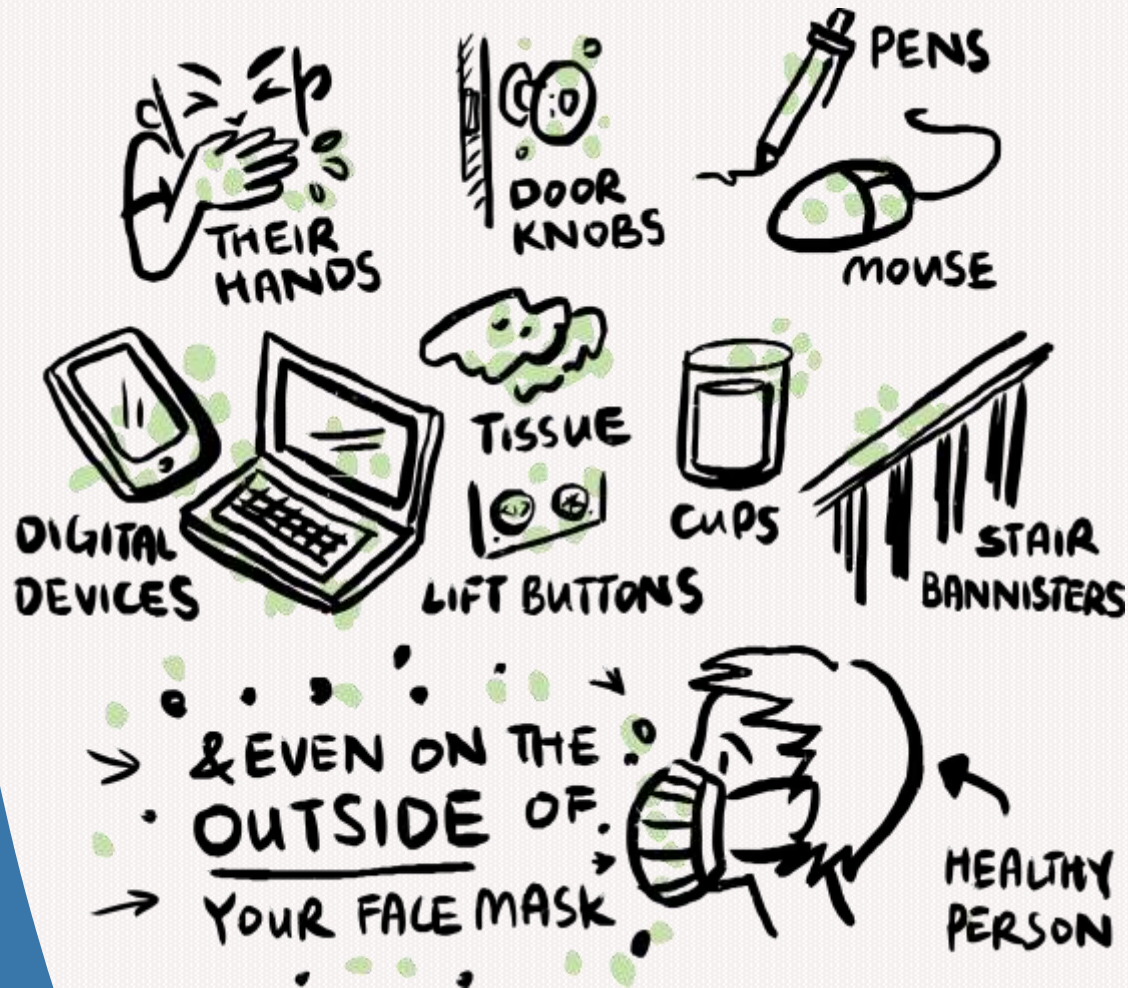 THEIR
HANDS
DOOR
KNOBS
PENS
MOUSE
DIGITAL
DEVICES
TISSUE
LIFT BUTTONS
CUPS
STAIR
BANNISTERS
& EVEN ON THE
OUTSIDE OF
YOUR FACE MASK
HEALTHY
PERSON